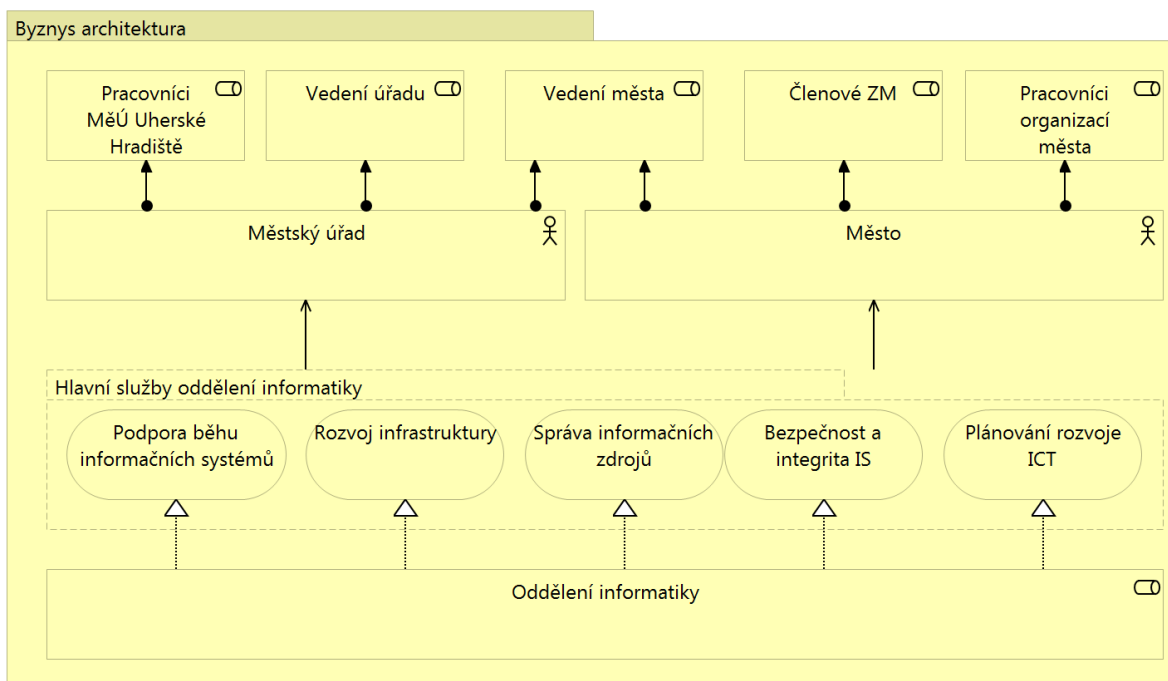 Byznys architektura
Pracovníci
MěÚ Uherské
Hradiště
Vedení úřadu
Vedení města
Členové ZM
Pracovníci
organizací
města
Městský úřad
Město
Hlavní služby oddělení informatiky
Podpora běhu
informačních systémů
Rozvoj infrastruktury
Správa informačních
zdrojů
Bezpečnost a
integrita IS
Plánování rozvoje
ICT
Oddělení informatiky